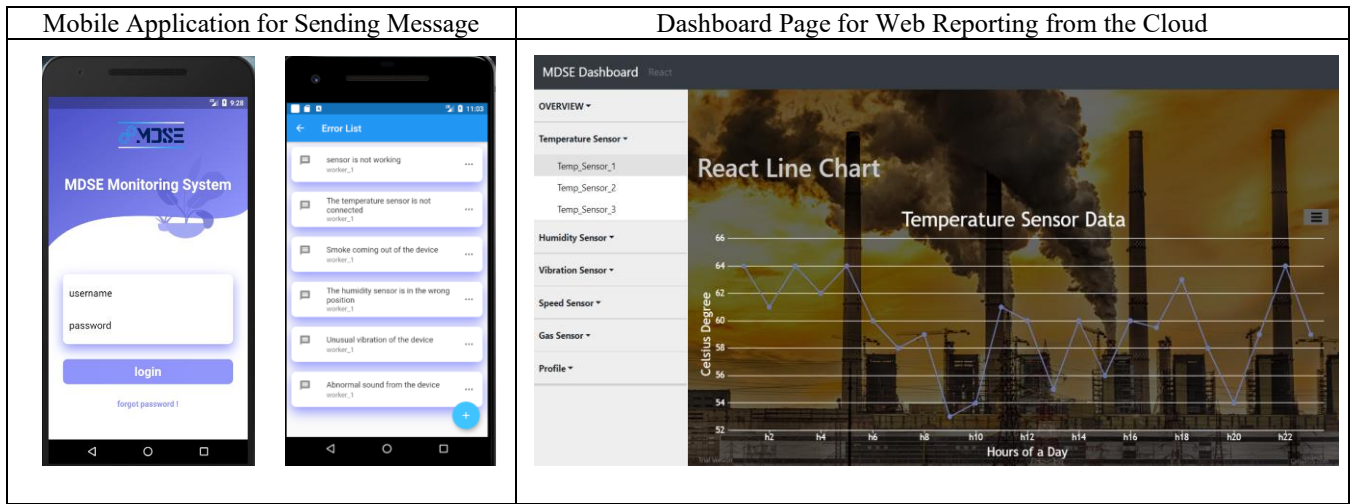 Mobile Application for Sending Message
9:28
MDSE
MDSE Monitoring System
username
password
login
forgot password !
11:03
Error List
sensor is not working
worker_1
The temperature sensor is not
connected
worker_1
Smoke coming out of the device
worker_1
The humidity sensor is in the wrong
position
worker_1
Unusual vibration of the device
worker_1
Abnormal sound from the device
worker_1
Dashboard Page for Web Reporting from the Cloud
MDSE Dashboard React
OVERVIEW
Temperature Sensor
Temp_Sensor_1
Temp_Sensor_2
Temp_Sensor_3
Humidity Sensor
Vibration Sensor
Speed Sensor
Gas Sensor
Profile
React Line Chart
Temperature Sensor Data
66
64
62
60
58
56
54
52
Celsius Degree
h2 h4 h6 h8 h10 h12 h14 h16 h18 h20 h22
Hours of a Day